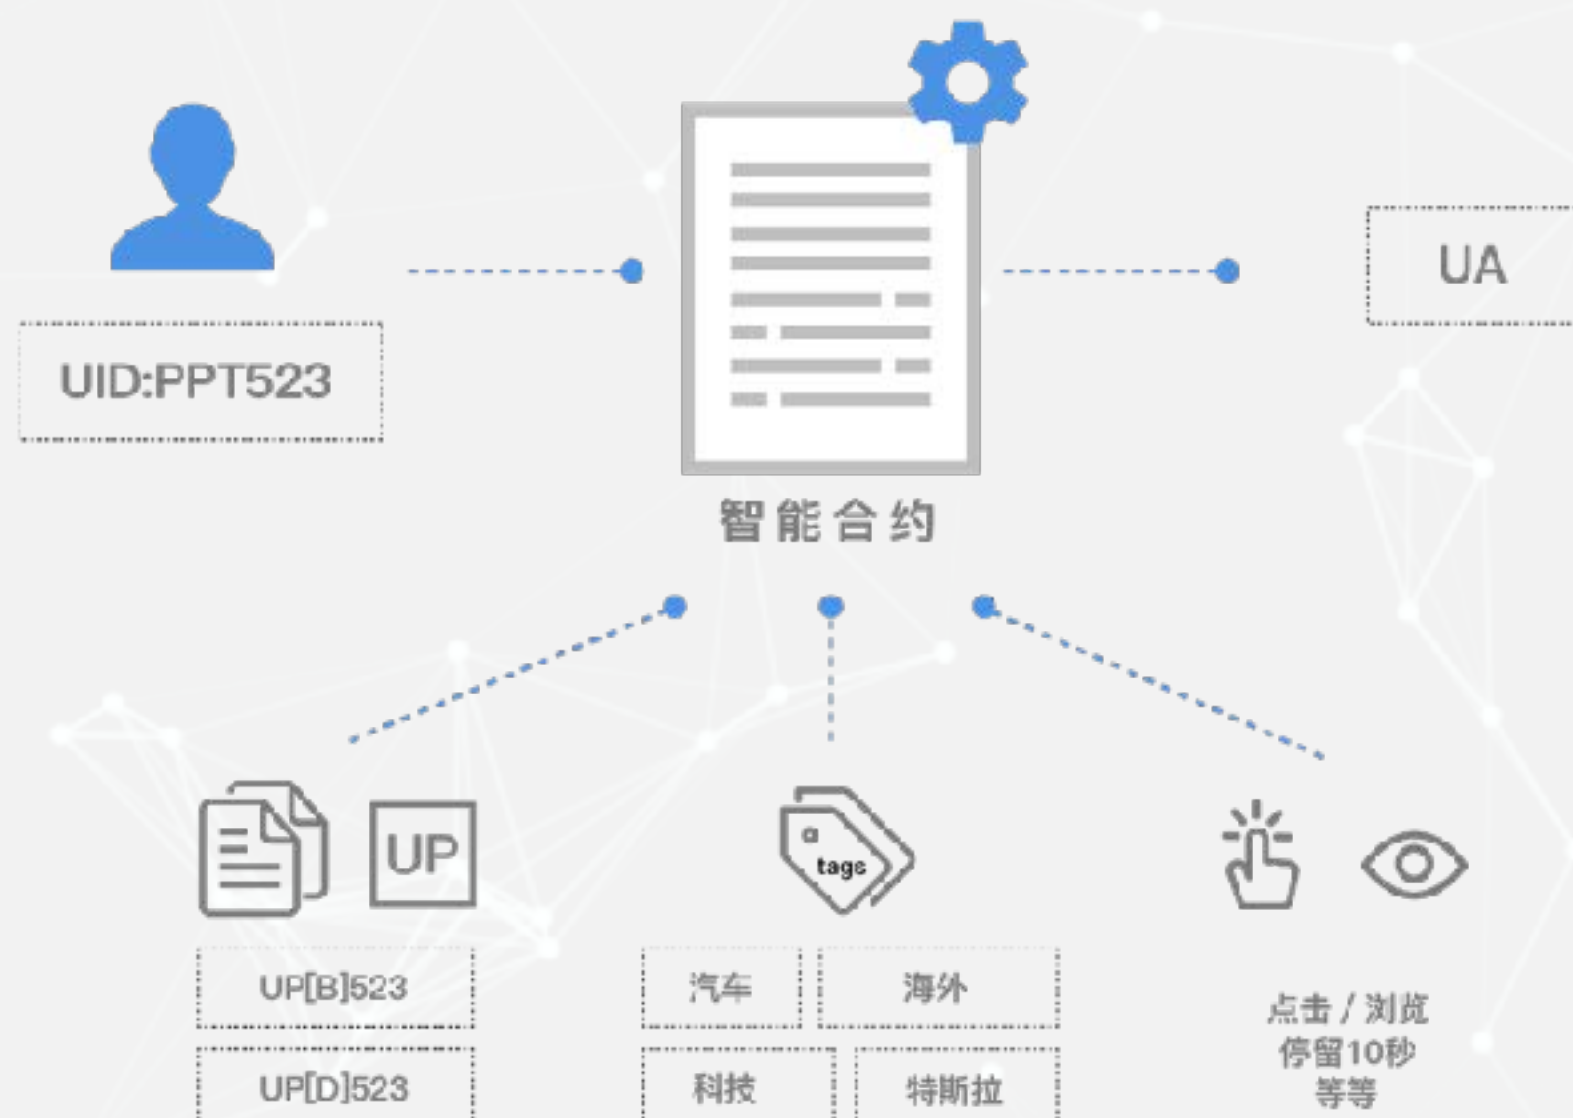 UA
UID:PPT523
智能合约
UP
tags
UP[B]523
汽车
海外
点击 / 浏览
停留10秒
等等
UP[D]523
科技
特斯拉